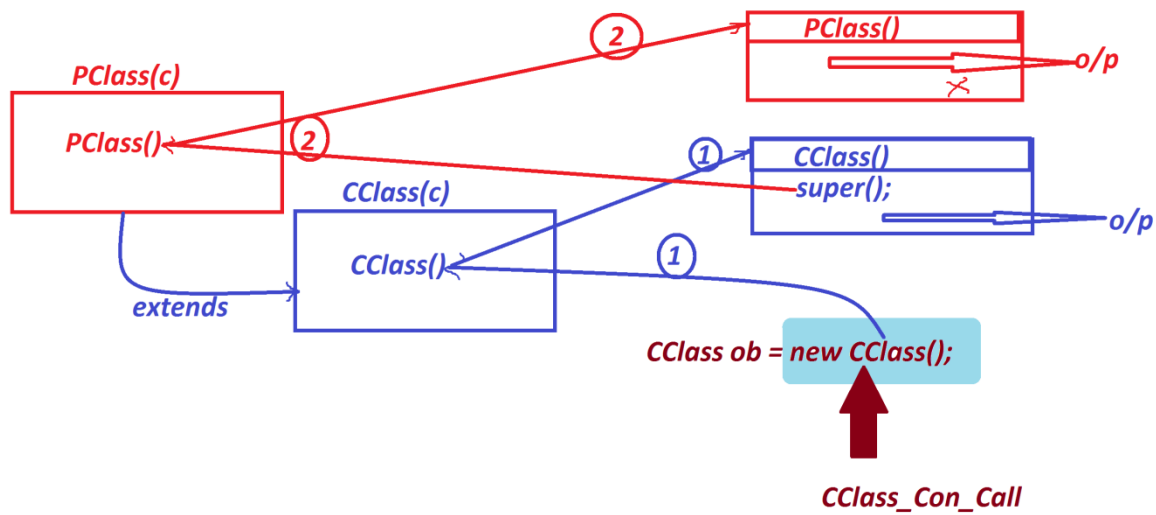 2
PClass()
o/p
PClass(c)
PClass()
2
1
CClass()
super();
CClass(c)
o/p
CClass()
1
extends
CClass ob = new CClass();
CClass_Con_Call